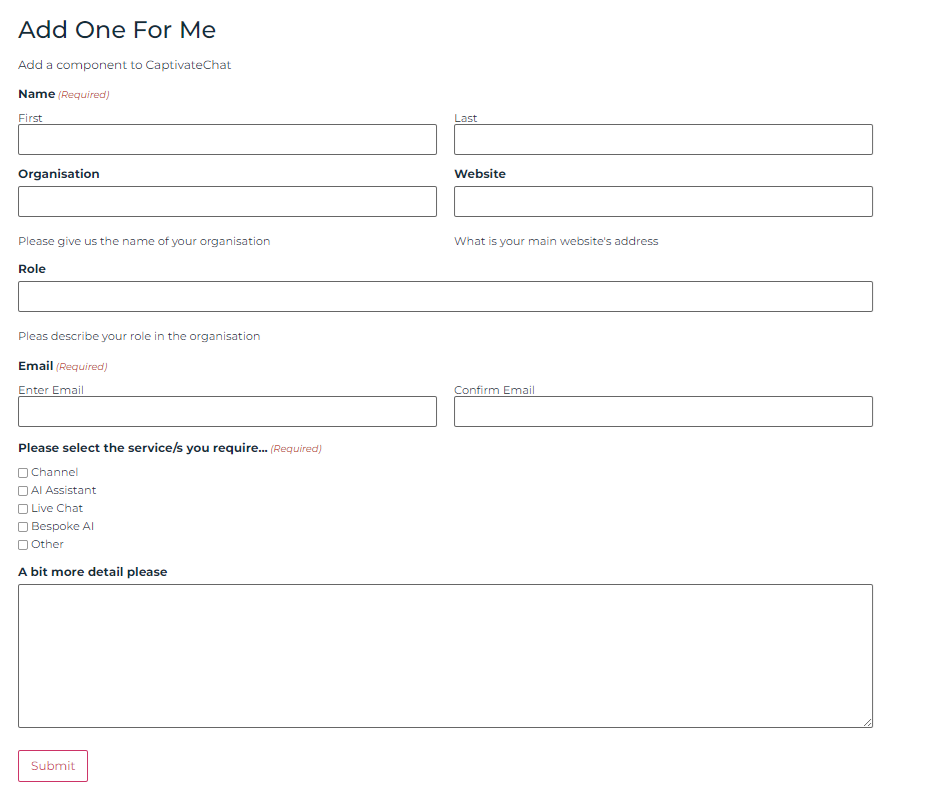 Add One For Me
Add a component to CaptivateChat
Name (Required)
First Last
Organisation Website
Please give us the name of your organisation What is your main website's address
Role
Pleas describe your role in the organisation
Email (Required)
Enter Email Confirm Email
Please select the service/s you require... (Required)
Channel
AI Assistant
Live Chat
Bespoke AI
Other
A bit more detail please
Submit